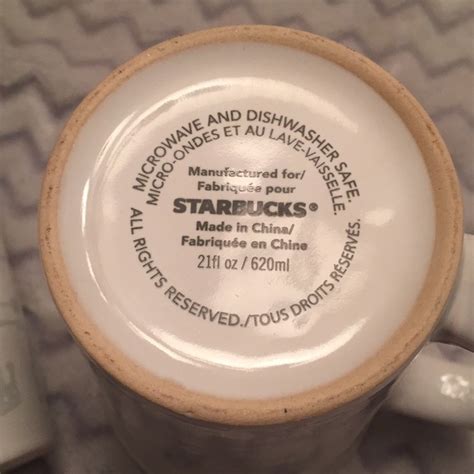 MICROWAVE AND DISHWASHER SAFE.
MICRO-ONDES ET AU LAVE-VAISSELLE.
Manufactured for/
Fabriquée pour
STARBUCKS®
Made in China/
Fabriquée en Chine
21fl oz / 620ml
ALL RIGHTS RESERVED./TOUS DROITS RÉSERVÉS.